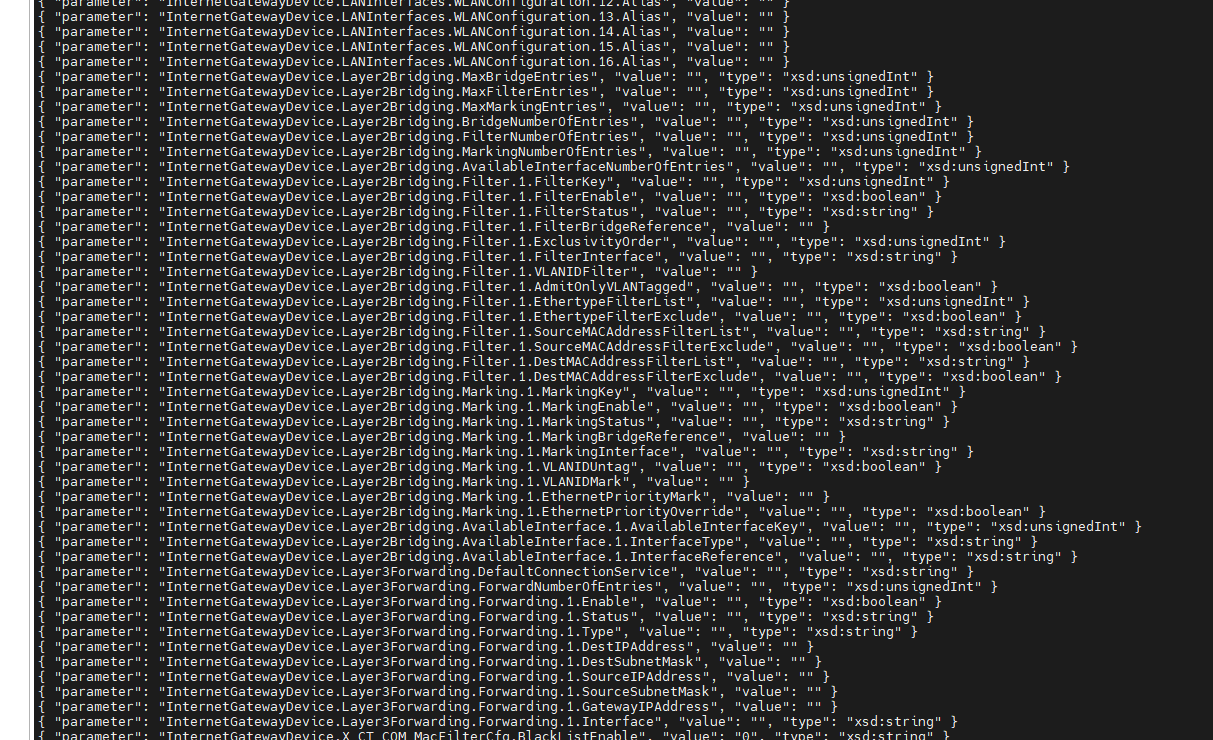 { "parameter": "InternetGatewayDevice.LANInterfaces.WLANConfiguration.12.Alias", "value": "" }
{ "parameter": "InternetGatewayDevice.LANInterfaces.WLANConfiguration.13.Alias", "value": "" }
{ "parameter": "InternetGatewayDevice.LANInterfaces.WLANConfiguration.14.Alias", "value": "" }
{ "parameter": "InternetGatewayDevice.LANInterfaces.WLANConfiguration.15.Alias", "value": "" }
{ "parameter": "InternetGatewayDevice.LANInterfaces.WLANConfiguration.16.Alias", "value": "" }
{ "parameter": "InternetGatewayDevice.Layer2Bridging.MaxBridgeEntries", "value": "", "type": "xsd:unsignedInt" }
{ "parameter": "InternetGatewayDevice.Layer2Bridging.MaxFilterEntries", "value": "", "type": "xsd:unsignedInt" }
{ "parameter": "InternetGatewayDevice.Layer2Bridging.MaxMarkingEntries", "value": "", "type": "xsd:unsignedInt" }
{ "parameter": "InternetGatewayDevice.Layer2Bridging.BridgeNumberOfEntries", "value": "", "type": "xsd:unsignedInt" }
{ "parameter": "InternetGatewayDevice.Layer2Bridging.FilterNumberOfEntries", "value": "", "type": "xsd:unsignedInt" }
{ "parameter": "InternetGatewayDevice.Layer2Bridging.MarkingNumberOfEntries", "value": "", "type": "xsd:unsignedInt" }
{ "parameter": "InternetGatewayDevice.Layer2Bridging.AvailableInterfaceNumberOfEntries", "value": "", "type": "xsd:unsignedInt" }
{ "parameter": "InternetGatewayDevice.Layer2Bridging.Filter.1.FilterKey", "value": "", "type": "xsd:unsignedInt" }
{ "parameter": "InternetGatewayDevice.Layer2Bridging.Filter.1.FilterEnable", "value": "", "type": "xsd:boolean" }
{ "parameter": "InternetGatewayDevice.Layer2Bridging.Filter.1.FilterStatus", "value": "", "type": "xsd:string" }
{ "parameter": "InternetGatewayDevice.Layer2Bridging.Filter.1.FilterBridgeReference", "value": "" }
{ "parameter": "InternetGatewayDevice.Layer2Bridging.Filter.1.ExclusivityOrder", "value": "", "type": "xsd:unsignedInt" }
{ "parameter": "InternetGatewayDevice.Layer2Bridging.Filter.1.FilterInterface", "value": "", "type": "xsd:string" }
{ "parameter": "InternetGatewayDevice.Layer2Bridging.Filter.1.VLANIDFilter", "value": "" }
{ "parameter": "InternetGatewayDevice.Layer2Bridging.Filter.1.AdmitOnlyVLANTagged", "value": "", "type": "xsd:boolean" }
{ "parameter": "InternetGatewayDevice.Layer2Bridging.Filter.1.EthertypeFilterList", "value": "", "type": "xsd:unsignedInt" }
{ "parameter": "InternetGatewayDevice.Layer2Bridging.Filter.1.EthertypeFilterExclude", "value": "", "type": "xsd:boolean" }
{ "parameter": "InternetGatewayDevice.Layer2Bridging.Filter.1.SourceMACAddressFilterList", "value": "", "type": "xsd:string" }
{ "parameter": "InternetGatewayDevice.Layer2Bridging.Filter.1.SourceMACAddressFilterExclude", "value": "", "type": "xsd:boolean" }
{ "parameter": "InternetGatewayDevice.Layer2Bridging.Filter.1.DestMACAddressFilterList", "value": "", "type": "xsd:string" }
{ "parameter": "InternetGatewayDevice.Layer2Bridging.Filter.1.DestMACAddressFilterExclude", "value": "", "type": "xsd:boolean" }
{ "parameter": "InternetGatewayDevice.Layer2Bridging.Marking.1.MarkingKey", "value": "", "type": "xsd:unsignedInt" }
{ "parameter": "InternetGatewayDevice.Layer2Bridging.Marking.1.MarkingEnable", "value": "", "type": "xsd:boolean" }
{ "parameter": "InternetGatewayDevice.Layer2Bridging.Marking.1.MarkingStatus", "value": "", "type": "xsd:string" }
{ "parameter": "InternetGatewayDevice.Layer2Bridging.Marking.1.MarkingBridgeReference", "value": "" }
{ "parameter": "InternetGatewayDevice.Layer2Bridging.Marking.1.MarkingInterface", "value": "", "type": "xsd:string" }
{ "parameter": "InternetGatewayDevice.Layer2Bridging.Marking.1.VLANIDUntag", "value": "", "type": "xsd:boolean" }
{ "parameter": "InternetGatewayDevice.Layer2Bridging.Marking.1.VLANIDMark", "value": "" }
{ "parameter": "InternetGatewayDevice.Layer2Bridging.Marking.1.EthernetPriorityMark", "value": "" }
{ "parameter": "InternetGatewayDevice.Layer2Bridging.Marking.1.EthernetPriorityOverride", "value": "", "type": "xsd:boolean" }
{ "parameter": "InternetGatewayDevice.Layer2Bridging.AvailableInterface.1.AvailableInterfaceKey", "value": "", "type": "xsd:unsignedInt" }
{ "parameter": "InternetGatewayDevice.Layer2Bridging.AvailableInterface.1.InterfaceType", "value": "", "type": "xsd:string" }
{ "parameter": "InternetGatewayDevice.Layer2Bridging.AvailableInterface.1.InterfaceReference", "value": "", "type": "xsd:string" }
{ "parameter": "InternetGatewayDevice.Layer3Forwarding.DefaultConnectionService", "value": "", "type": "xsd:string" }
{ "parameter": "InternetGatewayDevice.Layer3Forwarding.ForwardNumberOfEntries", "value": "", "type": "xsd:unsignedInt" }
{ "parameter": "InternetGatewayDevice.Layer3Forwarding.Forwarding.1.Enable", "value": "", "type": "xsd:boolean" }
{ "parameter": "InternetGatewayDevice.Layer3Forwarding.Forwarding.1.Status", "value": "", "type": "xsd:string" }
{ "parameter": "InternetGatewayDevice.Layer3Forwarding.Forwarding.1.Type", "value": "", "type": "xsd:string" }
{ "parameter": "InternetGatewayDevice.Layer3Forwarding.Forwarding.1.DestIPAddress", "value": "" }
{ "parameter": "InternetGatewayDevice.Layer3Forwarding.Forwarding.1.DestSubnetMask", "value": "" }
{ "parameter": "InternetGatewayDevice.Layer3Forwarding.Forwarding.1.SourceIPAddress", "value": "" }
{ "parameter": "InternetGatewayDevice.Layer3Forwarding.Forwarding.1.SourceSubnetMask", "value": "" }
{ "parameter": "InternetGatewayDevice.Layer3Forwarding.Forwarding.1.GatewayIPAddress", "value": "" }
{ "parameter": "InternetGatewayDevice.Layer3Forwarding.Forwarding.1.Interface", "value": "", "type": "xsd:string" }
{ "parameter": "InternetGatewayDevice.X_CT_COM_MacFilterCfg.BlackListEnable", "value": "0", "type": "xsd:string" }